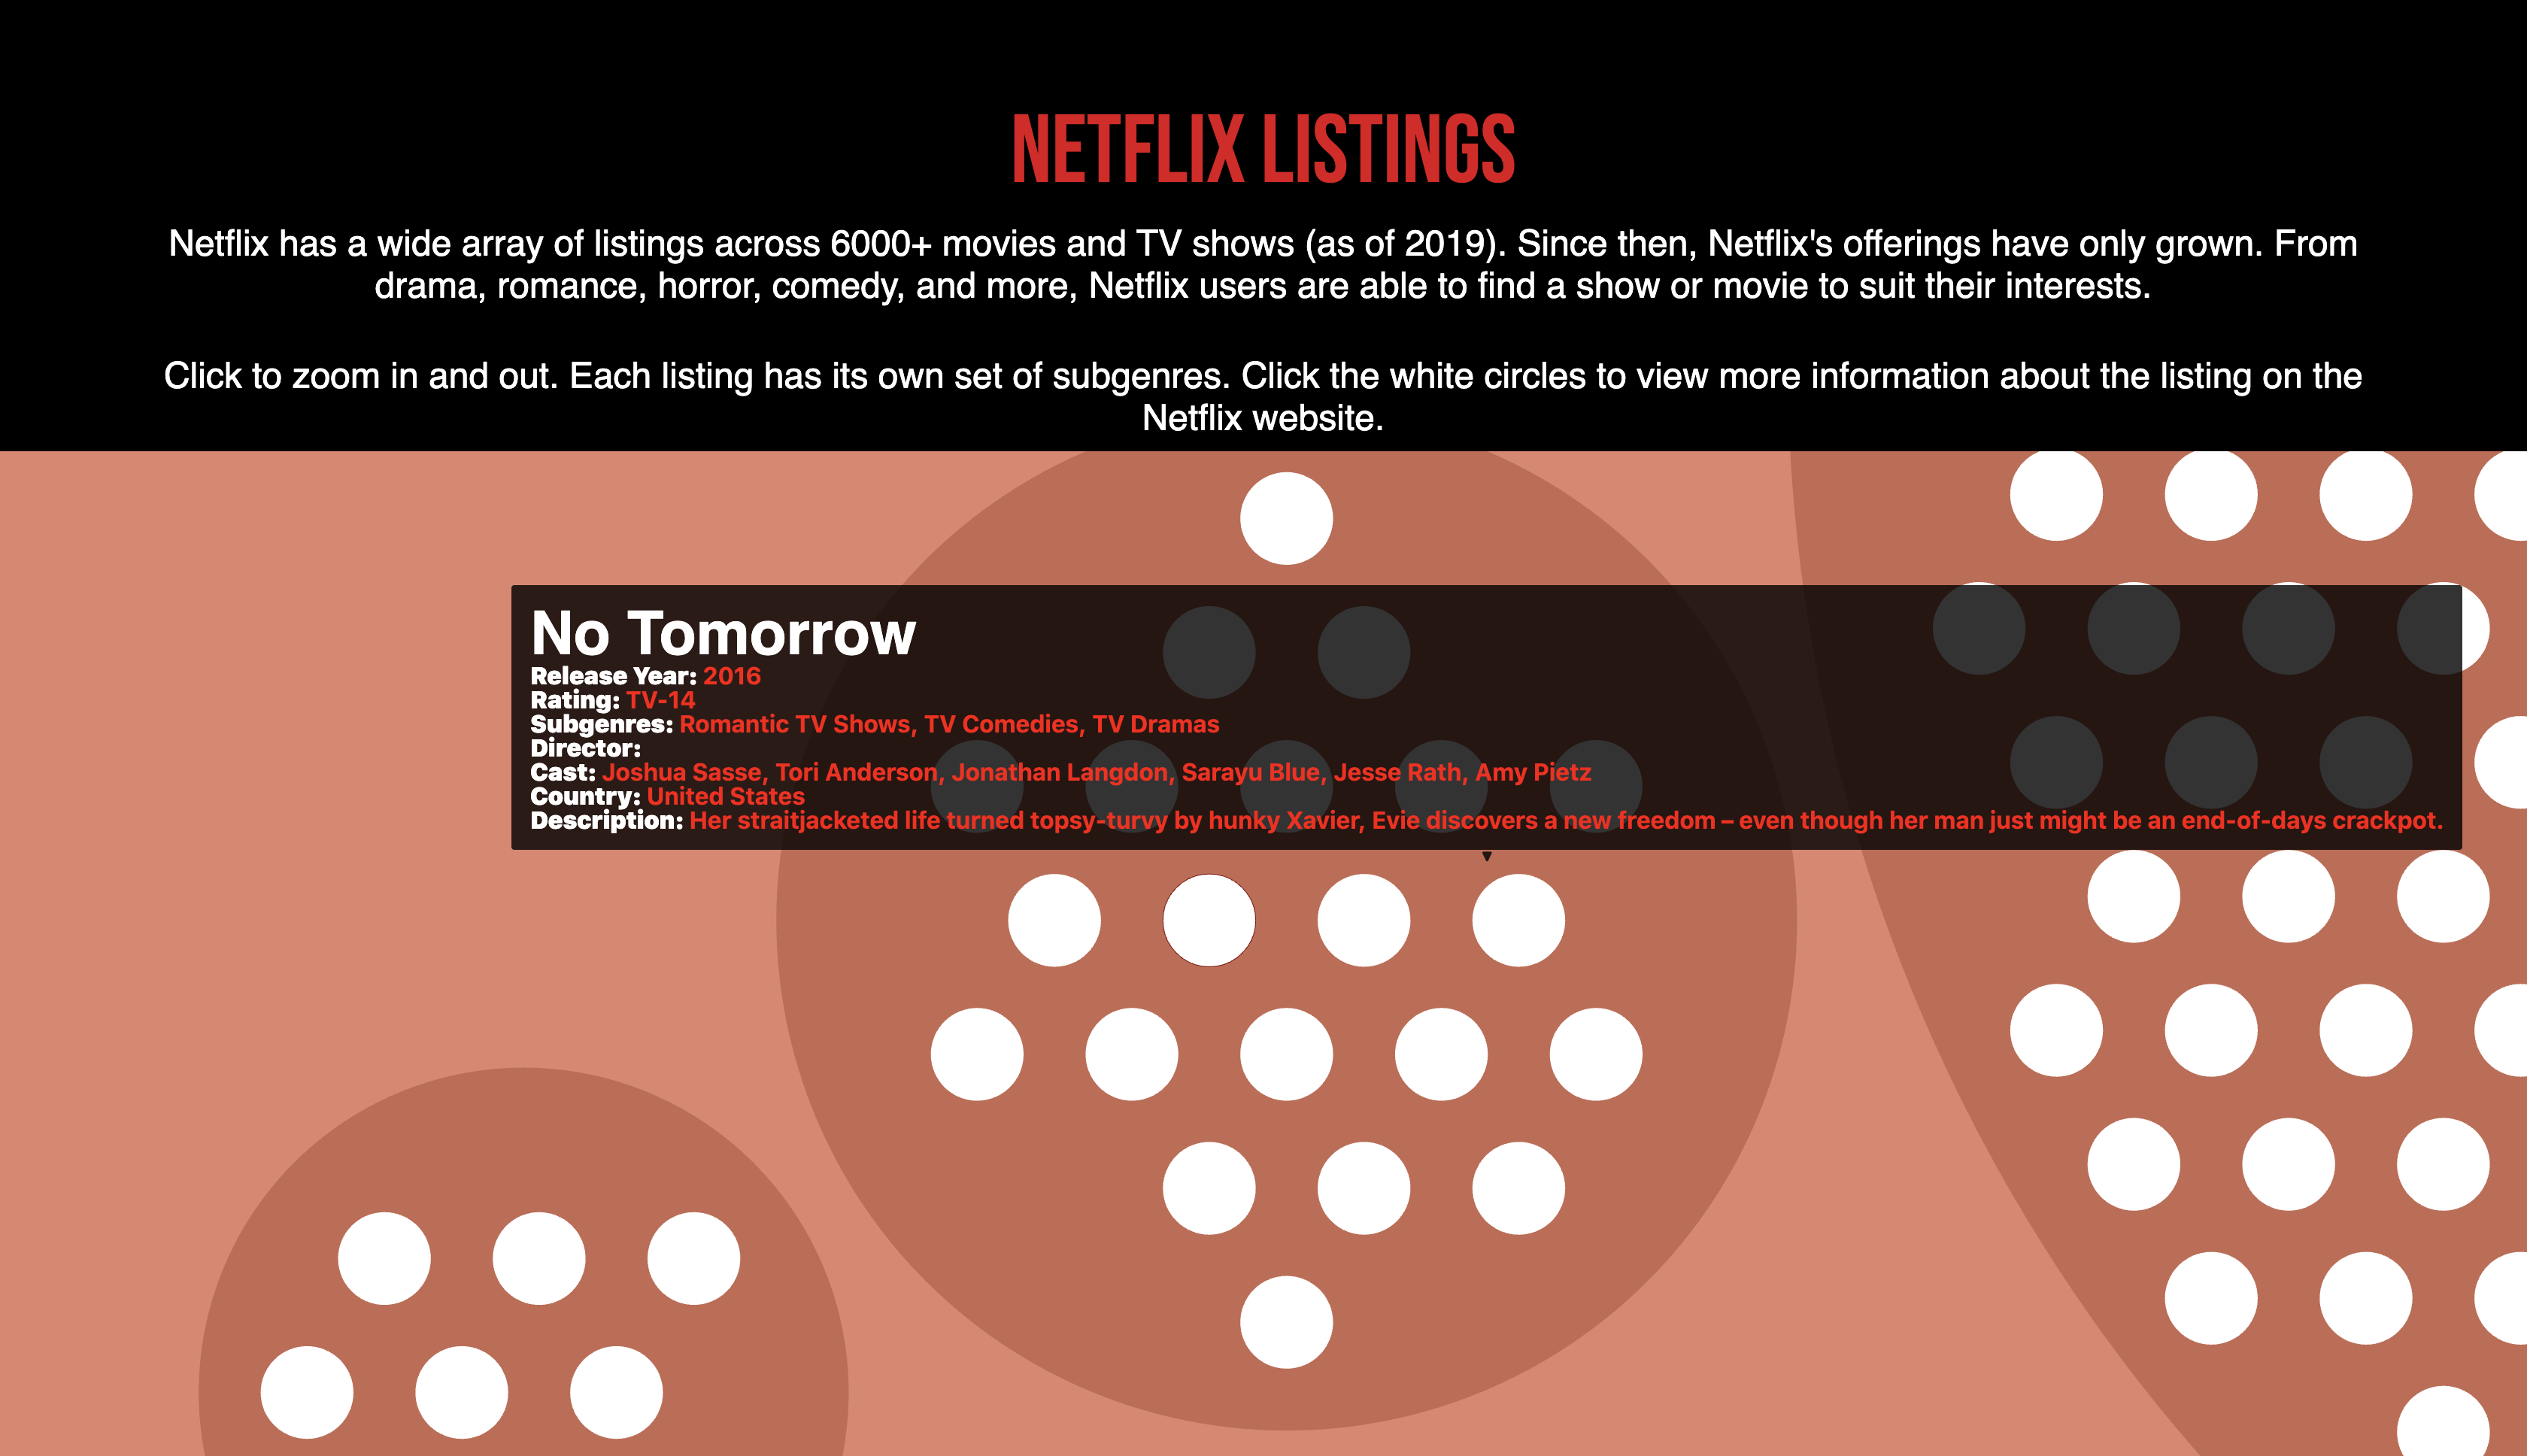 NETFLIX LISTINGS
Netflix has a wide array of listings across 6000+ movies and TV shows (as of 2019). Since then, Netflix's offerings have only grown. From
drama, romance, horror, comedy, and more, Netflix users are able to find a show or movie to suit their interests.
Click to zoom in and out. Each listing has its own set of subgenres. Click the white circles to view more information about the listing on the
Netflix website.
No Tomorrow
Release Year: 2016
Rating: TV-14
Subgenres: Romantic TV Shows, TV Comedies, TV Dramas
Director:
Cast: Joshua Sasse, Tori Anderson, Jonathan Langdon, Sarayu Blue, Jesse Rath, Amy Pietz
Country: United States
Description: Her straitjacketed life turned topsy-turvy by hunky Xavier, Evie discovers a new freedom – even though her man just might be an end-of-days crackpot.